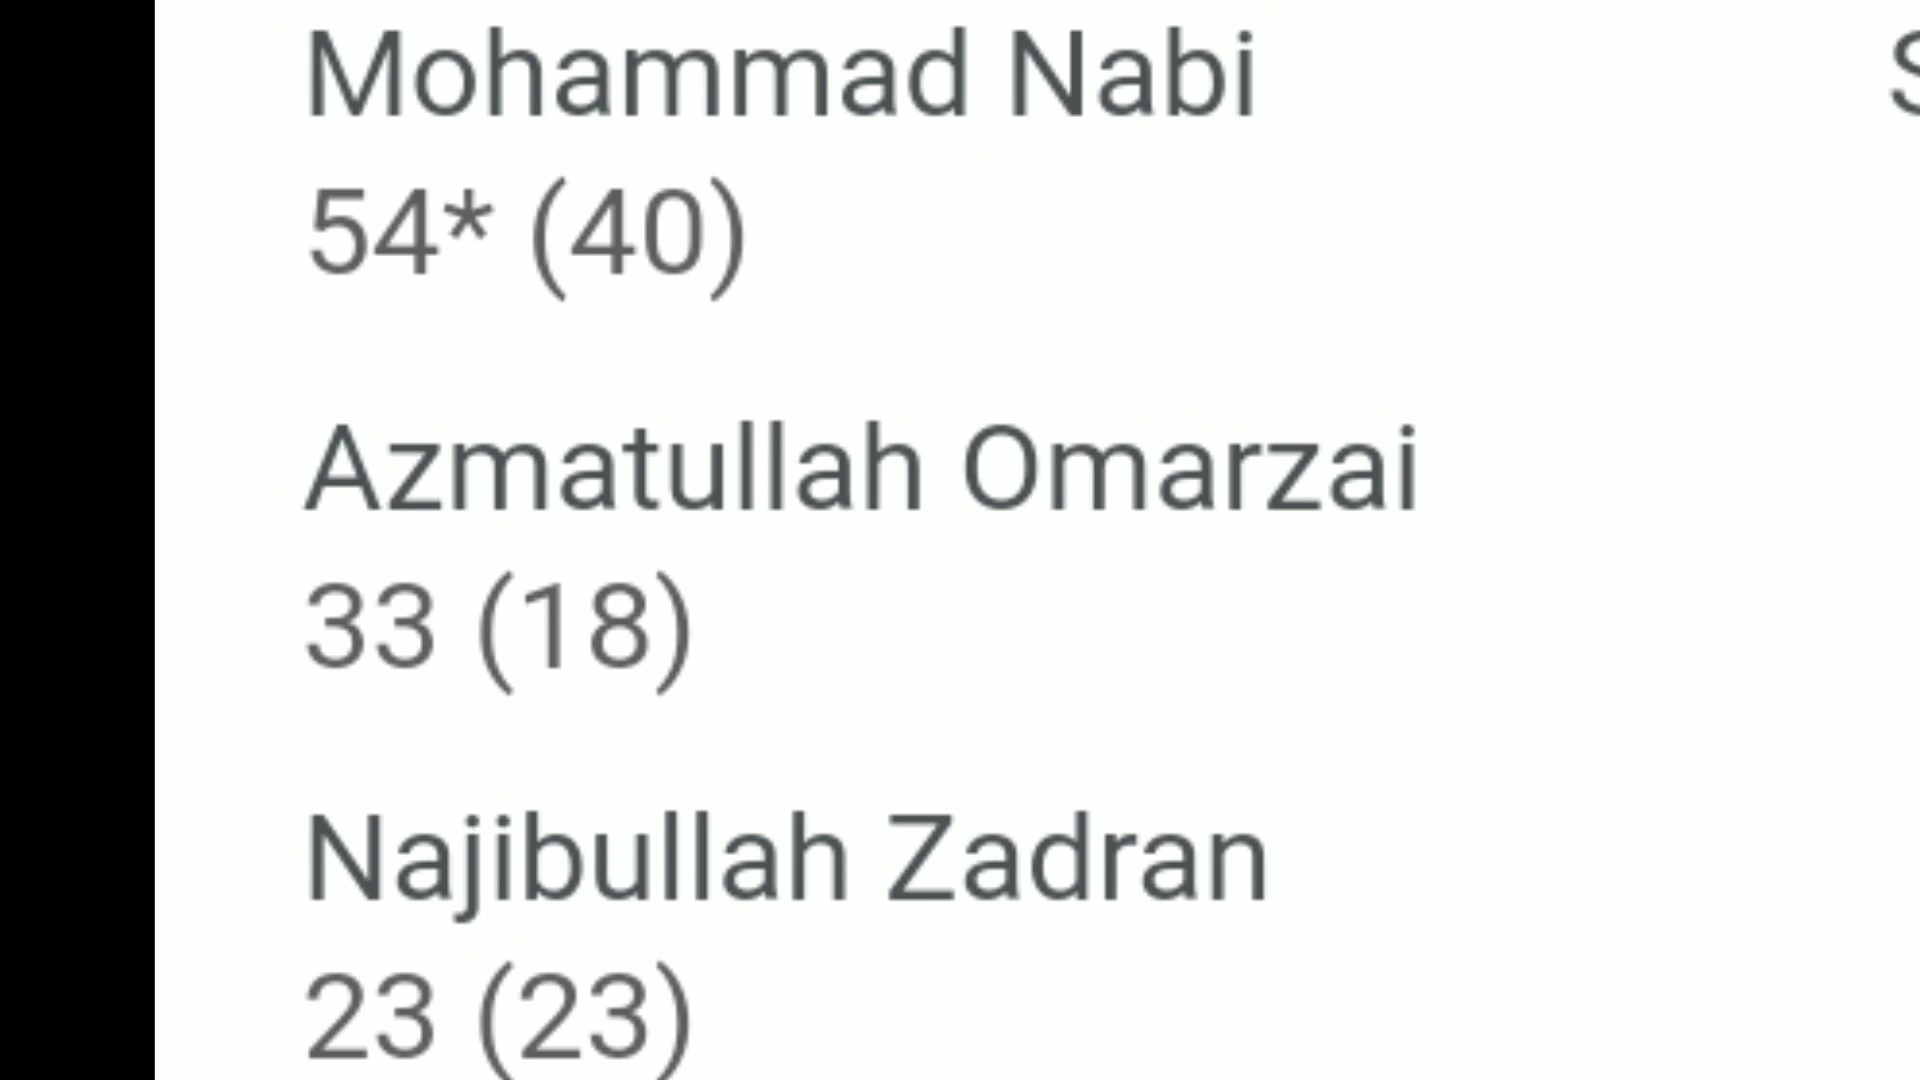 Mohammad Nabi
54* (40)
Azmatullah Omarzai
33 (18)
Najibullah Zadran
23 (23)